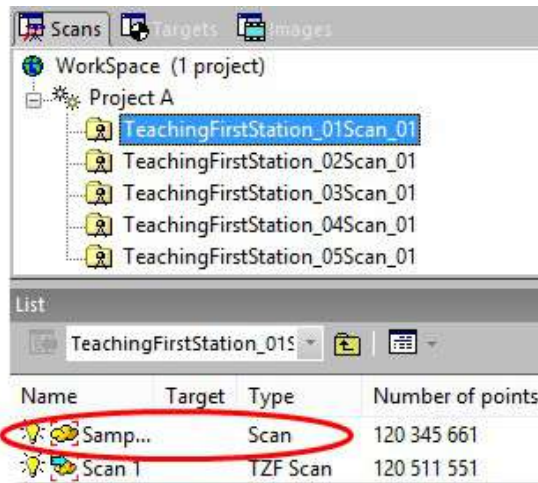 Scans Targets Images
WorkSpace (1 project)
Project A
TeachingFirstStation_01Scan_01
TeachingFirstStation_02Scan_01
TeachingFirstStation_03Scan_01
TeachingFirstStation_04Scan_01
TeachingFirstStation_05Scan_01
List
TeachingFirstStation_01S
Name Target Type Number of points
Samp... Scan 120 345 661
Scan 1 TZF Scan 120 511 551